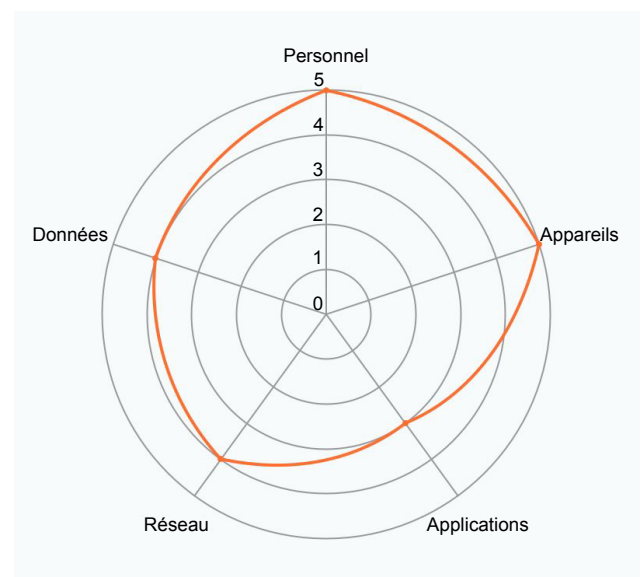 Personnel
5
4
3
2
1
0
Données
Appareils
Réseau
Applications